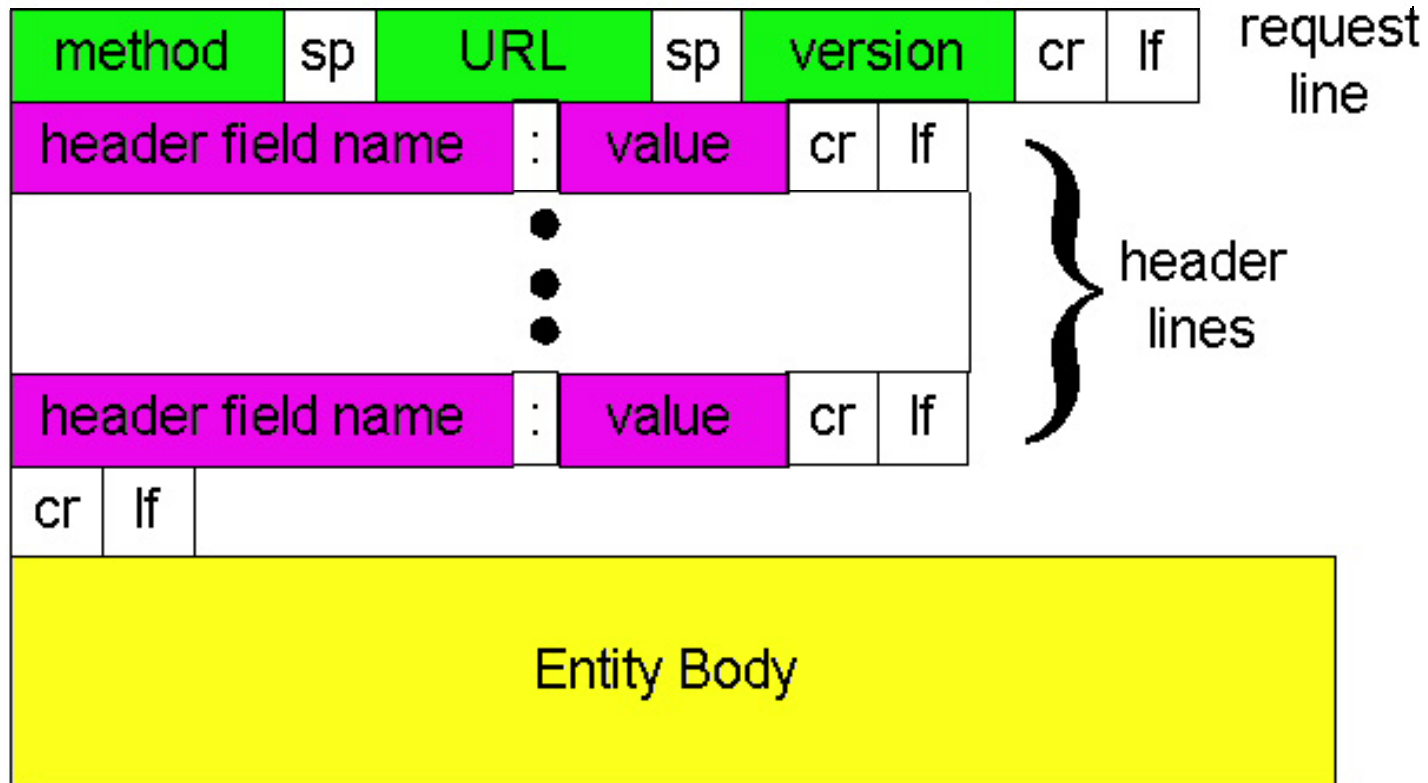 method sp URL sp version cr lf
request
line
header field name : value cr lf
header
lines
header field name : value cr lf
cr lf
Entity Body